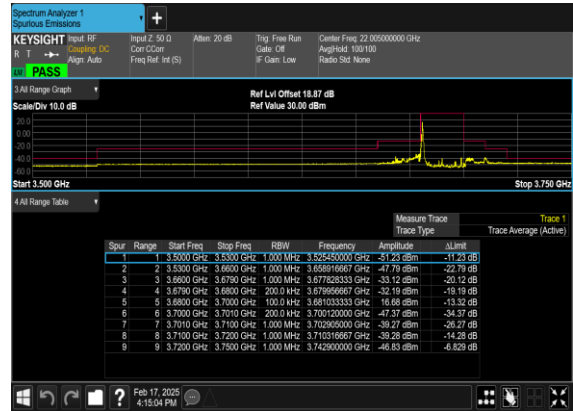 Spectrum Analyzer 1
Spurious Emissions
+
KEYSIGHT Input: RF Input Z: 50 Ω Atten: 20 dB Trig: Free Run Center Freq: 22.005000000 GHz
R T Coupling: DC Corr CCorr Gate: Off Avg|Hold: 100/100
Align: Auto Freq Ref: Int (S) IF Gain: Low Radio Std: None
PASS
3 All Range Graph
Ref Lvl Offset 18.87 dB
Scale/Div 10.0 dB Ref Value 30.00 dBm
20.0
0.00
-20.0
-40.0
-60.0
Start 3.500 GHz Stop 3.750 GHz
4 All Range Table
Measure Trace Trace 1
Trace Type Trace Average (Active)
Spur Range Start Freq Stop Freq RBW Frequency Amplitude ΔLimit
1 1 3.5000 GHz 3.5300 GHz 1.000 MHz 3.525450000 GHz -51.23 dBm -11.23 dB
2 2 3.5300 GHz 3.6600 GHz 1.000 MHz 3.658916667 GHz -47.79 dBm -22.79 dB
3 3 3.6600 GHz 3.6790 GHz 1.000 MHz 3.677828333 GHz -33.12 dBm -20.12 dB
4 4 3.6790 GHz 3.6800 GHz 200.0 kHz 3.679956667 GHz -32.19 dBm -19.19 dB
5 5 3.6800 GHz 3.7000 GHz 100.0 kHz 3.681033333 GHz 16.68 dBm -13.32 dB
6 6 3.7000 GHz 3.7010 GHz 200.0 kHz 3.700120000 GHz -47.37 dBm -34.37 dB
7 7 3.7010 GHz 3.7100 GHz 1.000 MHz 3.702905000 GHz -39.27 dBm -26.27 dB
8 8 3.7100 GHz 3.7200 GHz 1.000 MHz 3.710316667 GHz -39.28 dBm -14.28 dB
9 9 3.7200 GHz 3.7500 GHz 1.000 MHz 3.742900000 GHz -46.83 dBm -6.829 dB
? Feb 17, 2025
4:15:04 PM